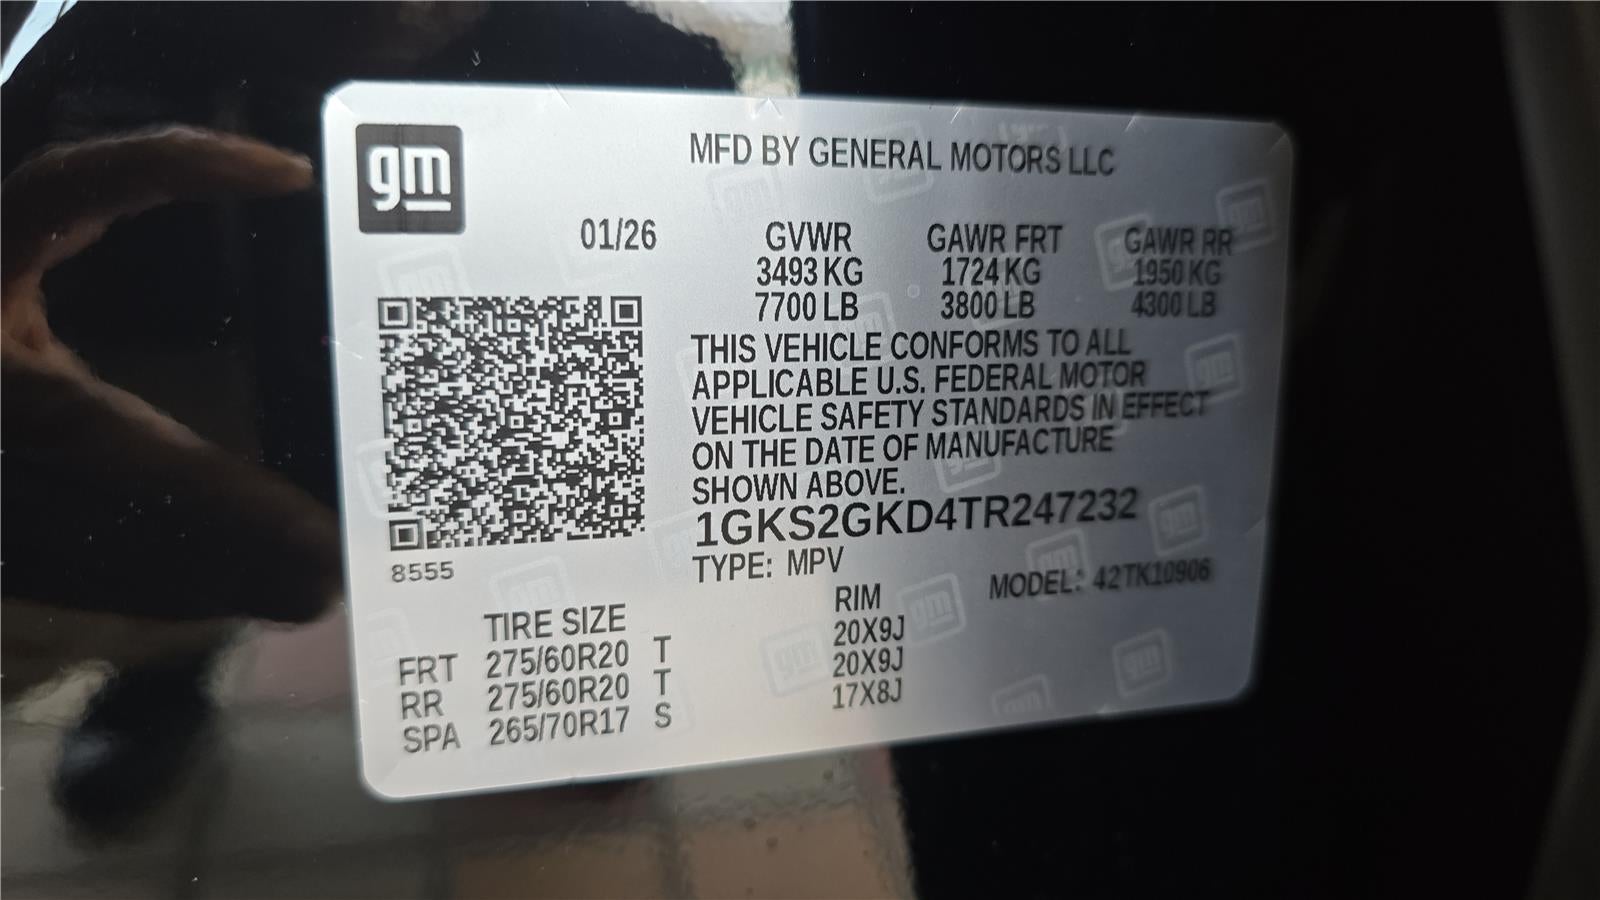 gm
MFD BY GENERAL MOTORS LLC
01/26 GVWR GAWR FRT GAWR RR
3493 KG 1724 KG 1950 KG
7700 LB 3800 LB 4300 LB
THIS VEHICLE CONFORMS TO ALL
APPLICABLE U.S. FEDERAL MOTOR
VEHICLE SAFETY STANDARDS IN EFFECT
ON THE DATE OF MANUFACTURE
SHOWN ABOVE.
1GKS2GKD4TR247232
8555
TYPE: MPV MODEL: 42TK10906
TIRE SIZE RIM
FRT 275/60R20 T 20X9J
RR 275/60R20 T 20X9J
SPA 265/70R17 S 17X8J